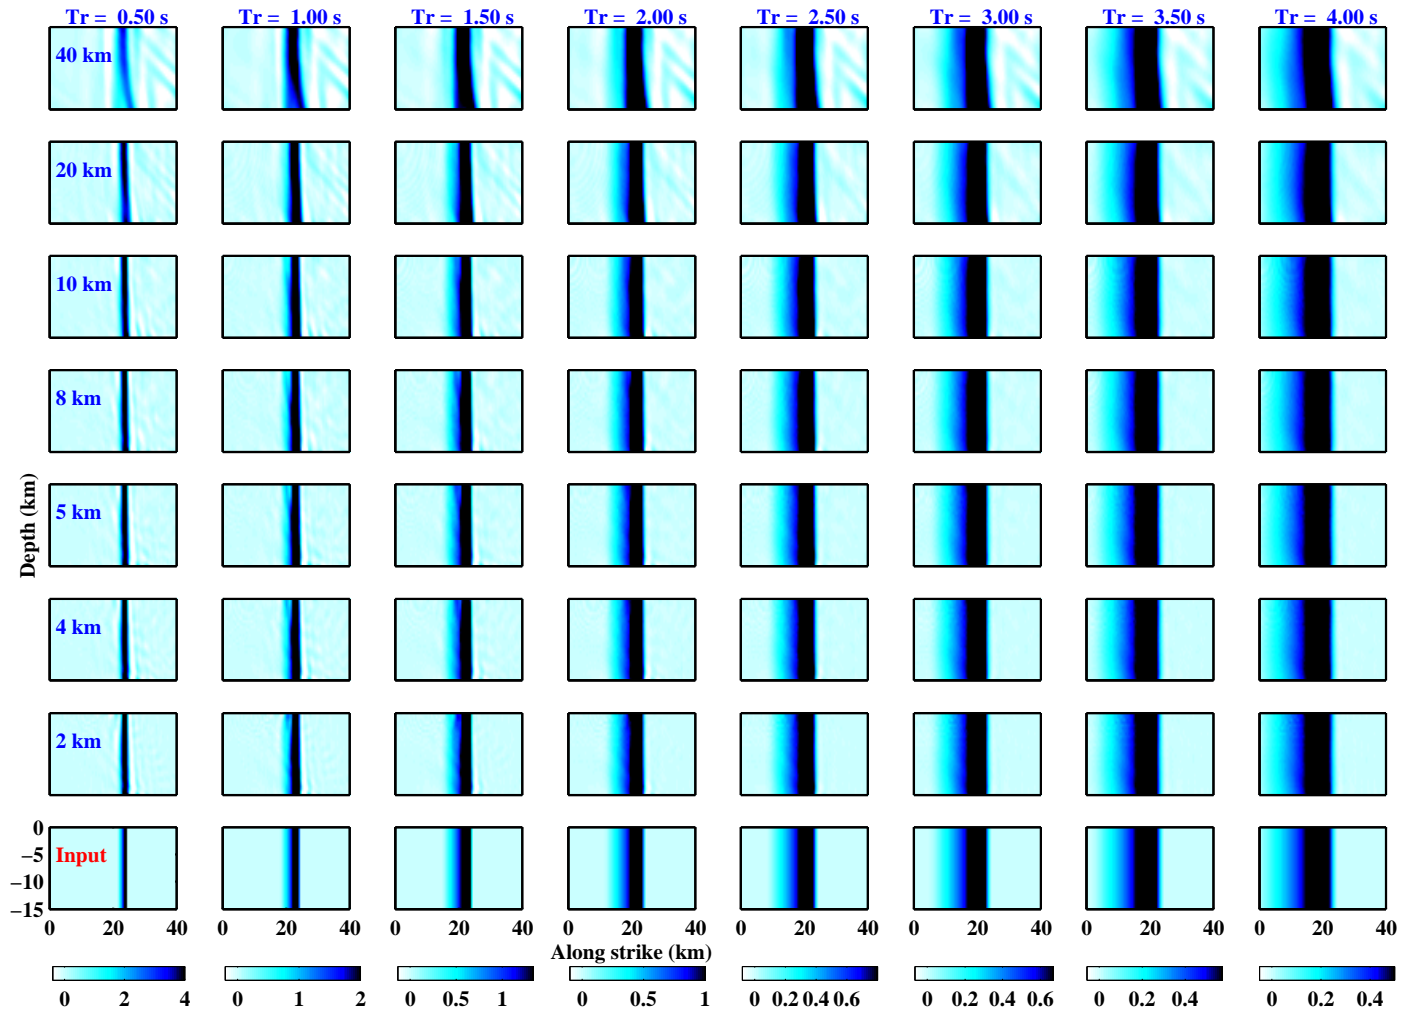 Tr = 0.50 s Tr = 1.00 s Tr = 1.50 s Tr = 2.00 s Tr = 2.50 s Tr = 3.00 s Tr = 3.50 s Tr = 4.00 s
40 km
20 km
10 km
8 km
5 km
4 km
2 km
Depth (km)
Input
0
−5
−10
−15
0 20 40 0 20 40 0 20 40 0 20 40 0 20 40 0 20 40 0 20 40 0 20 40
Along strike (km)
0 2 4 0 1 2 0 0.5 1 0 0.5 1 0 0.2 0.4 0.6 0 0.2 0.4 0.6 0 0.2 0.4 0 0.2 0.4